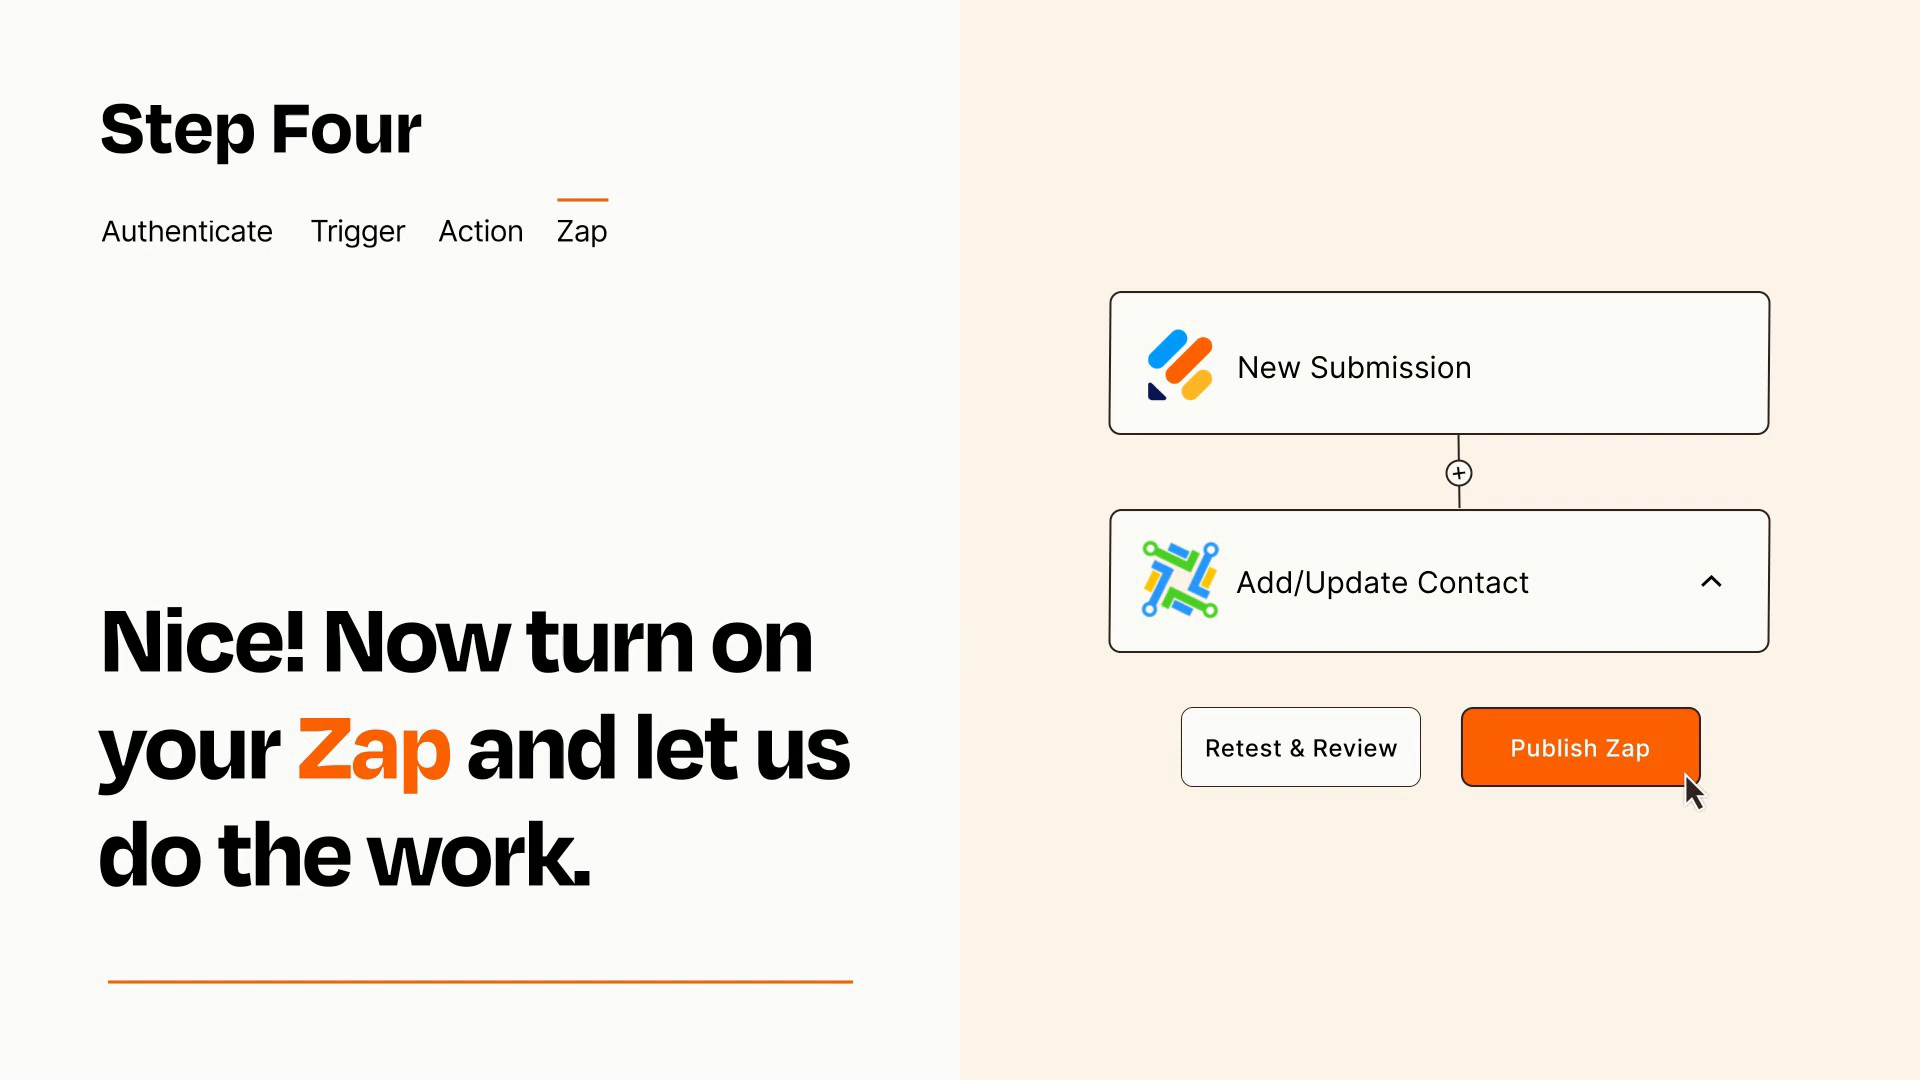 Step Four
Authenticate Trigger Action Zap
Nice! Now turn on
your Zap and let us
do the work.
New Submission
Add/Update Contact
Retest & Review
Publish Zap